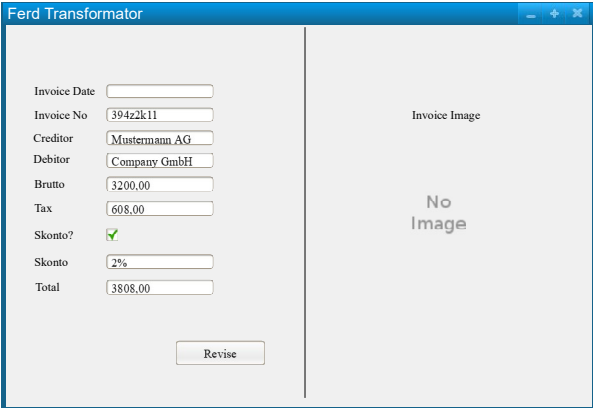 Ferd Transformator
Invoice Date
Invoice No 394z2k11
Creditor Mustermann AG
Debitor Company GmbH
Brutto 3200,00
Tax 608,00
Skonto?
Skonto 2%
Total 3808,00
Revise
Invoice Image
No
Image